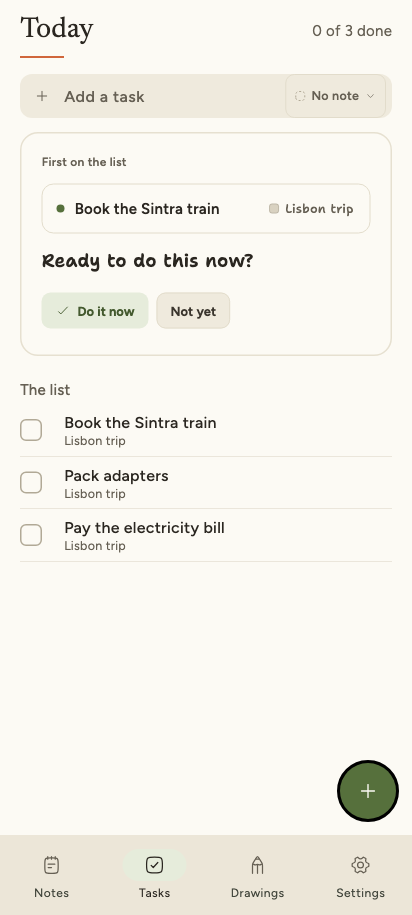 Today
0 of 3 done
Add a task
No note
First on the list
Book the Sintra train
Lisbon trip
Ready to do this now?
Do it now
Not yet
The list
Book the Sintra train
Lisbon trip
Pack adapters
Lisbon trip
Pay the electricity bill
Lisbon trip
Notes
Tasks
Drawings
Settings